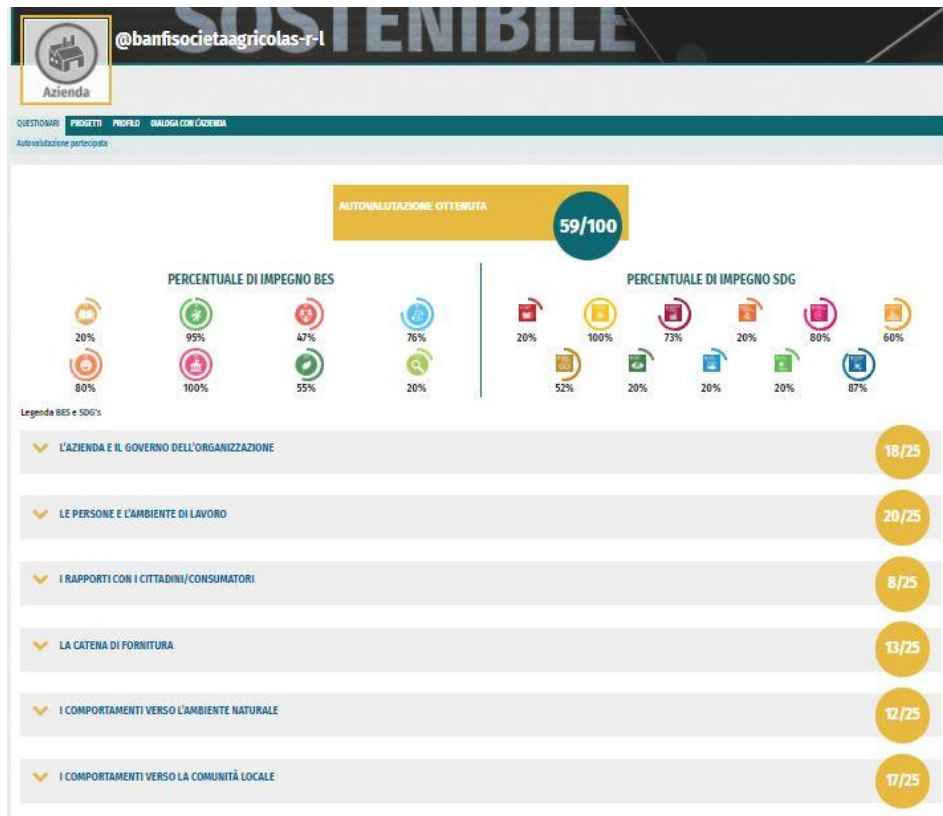 SOSTENIBILE
@banfisocietaagricolas-r-l
Azienda
QUESTIONARI PROGETTI PROFILO DIALOGA CON L'AZIENDA
Autovalutazione partecipata
AUTOVALUTAZIONE OTTENUTA
59/100
PERCENTUALE DI IMPEGNO BES
20% 95% 47% 76%
80% 100% 55% 20%
PERCENTUALE DI IMPEGNO SDG
20% 100% 73% 20% 80% 60%
52% 20% 20% 20% 87%
Legenda BES e SDG's
L'AZIENDA E IL GOVERNO DELL'ORGANIZZAZIONE 18/25
LE PERSONE E L'AMBIENTE DI LAVORO 20/25
I RAPPORTI CON I CITTADINI/CONSUMATORI 8/25
LA CATENA DI FORNITURA 13/25
I COMPORTAMENTI VERSO L'AMBIENTE NATURALE 12/25
I COMPORTAMENTI VERSO LA COMUNITÀ LOCALE 17/25